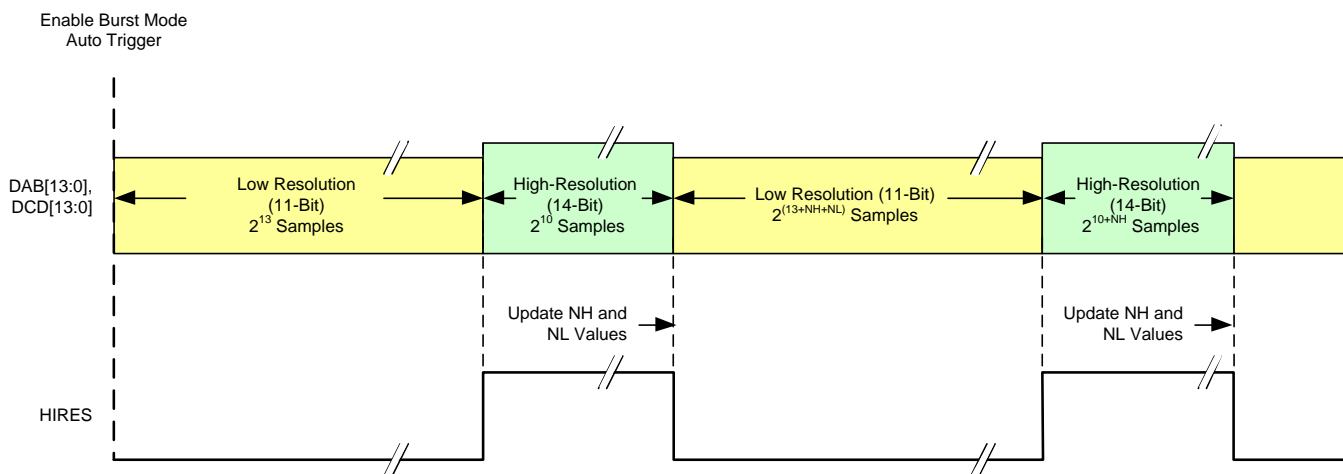 Enable Burst Mode
Auto Trigger
DAB[13:0],
DCD[13:0]
Low Resolution
(11-Bit)
2^13 Samples
High-Resolution
(14-Bit)
2^10 Samples
Low Resolution (11-Bit)
2^(13+NH+NL) Samples
High-Resolution
(14-Bit)
2^10+NH Samples
Update NH and
NL Values
Update NH and
NL Values
HIRES